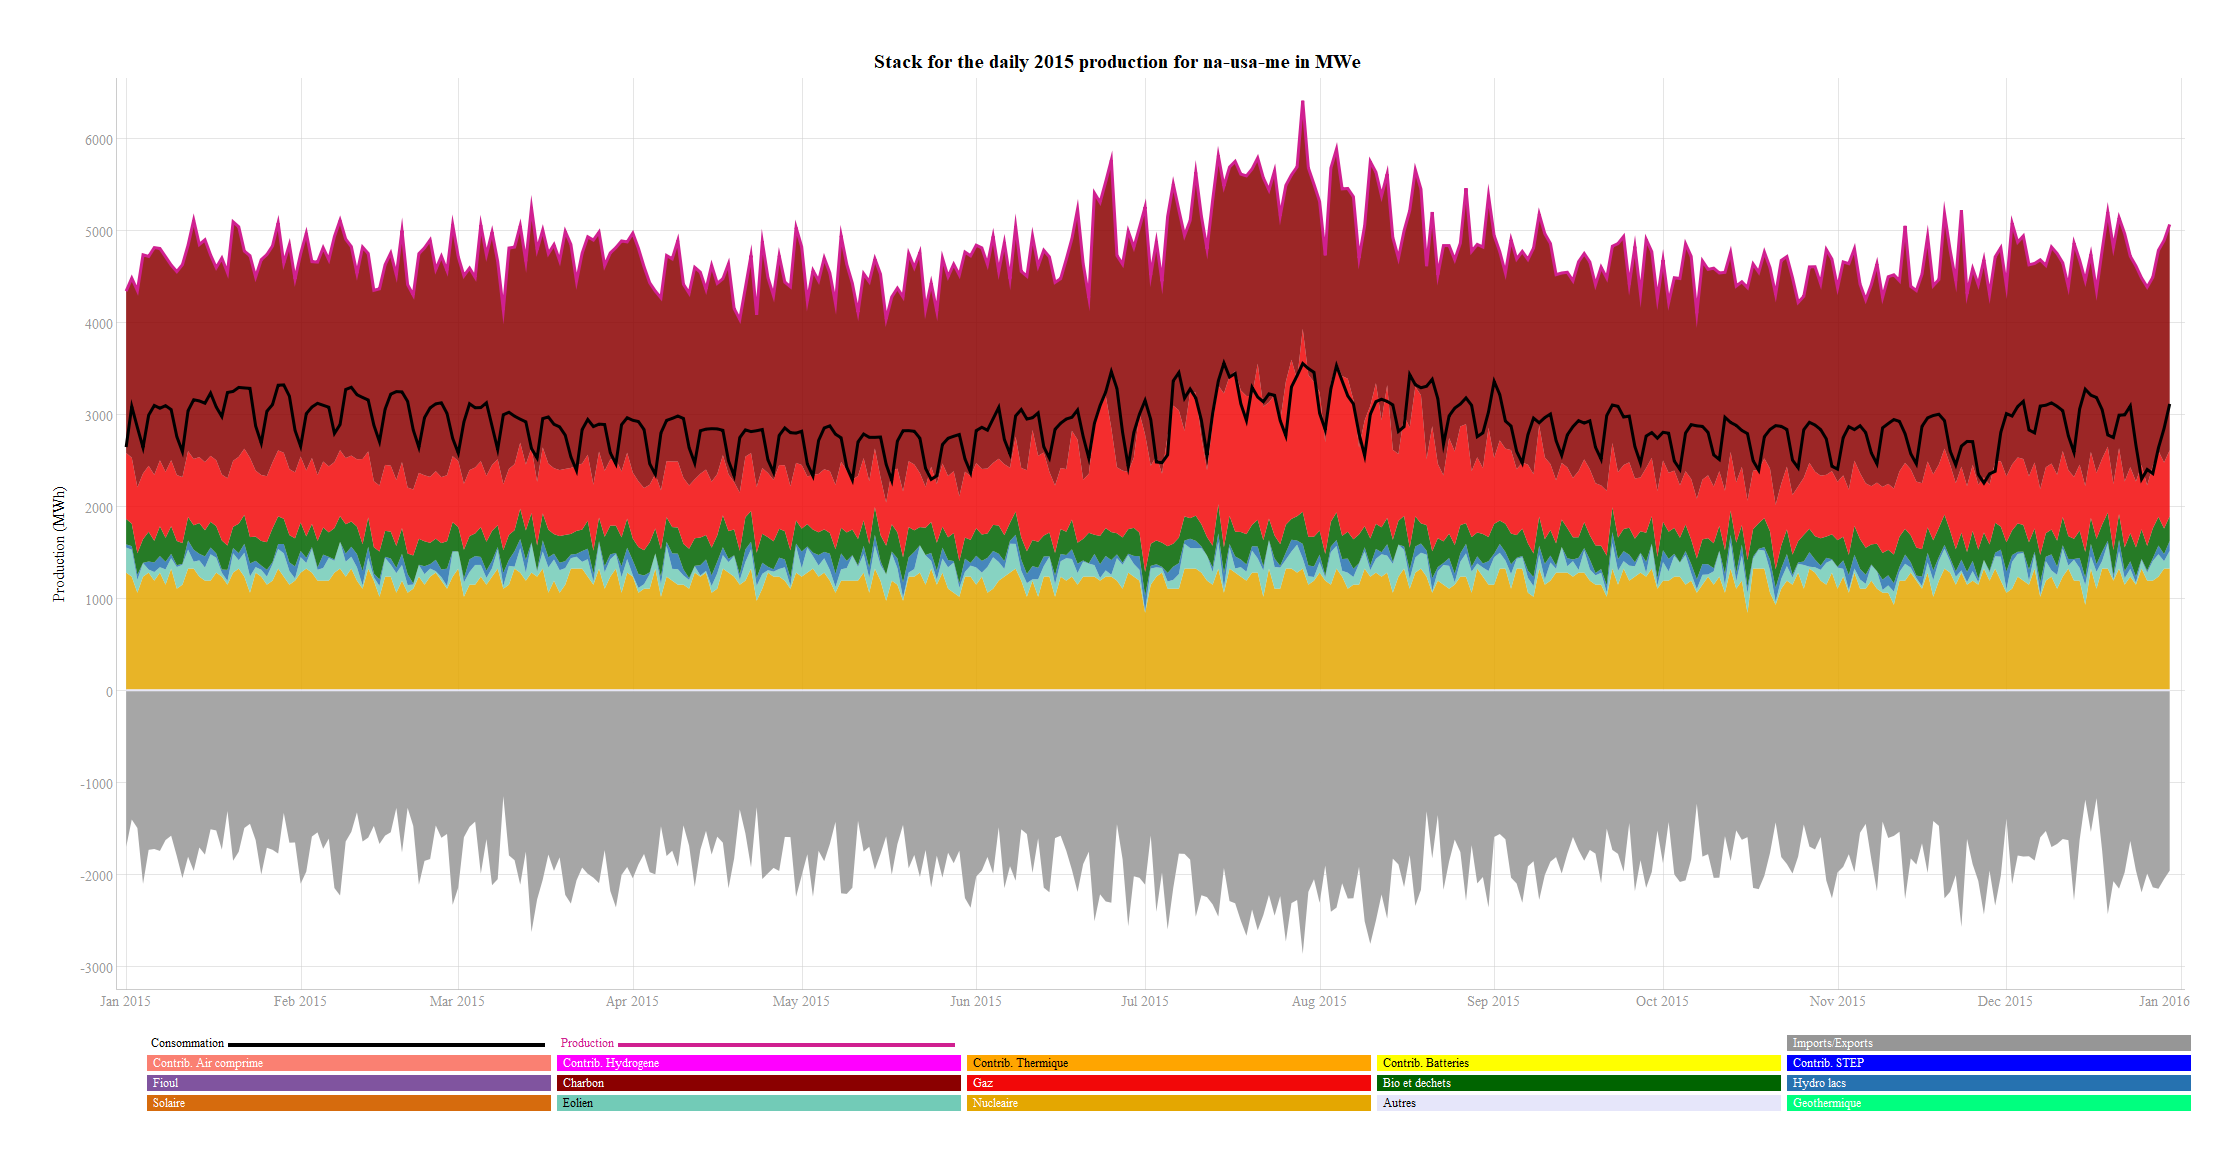 Stack for the daily 2015 production for na-usa-me in MWe
Production (MWh)
6000
5000
4000
3000
2000
1000
0
-1000
-2000
-3000
Jan 2015 Feb 2015 Mar 2015 Apr 2015 May 2015 Jun 2015 Jul 2015 Aug 2015 Sep 2015 Oct 2015 Nov 2015 Dec 2015 Jan 2016
Consommation Production Imports/Exports
Contrib. Air comprime Contrib. Hydrogene Contrib. Thermique Contrib. Batteries Contrib. STEP
Fioul Charbon Gaz Bio et dechets Hydro lacs
Solaire Eolien Nucleaire Autres Geothermique